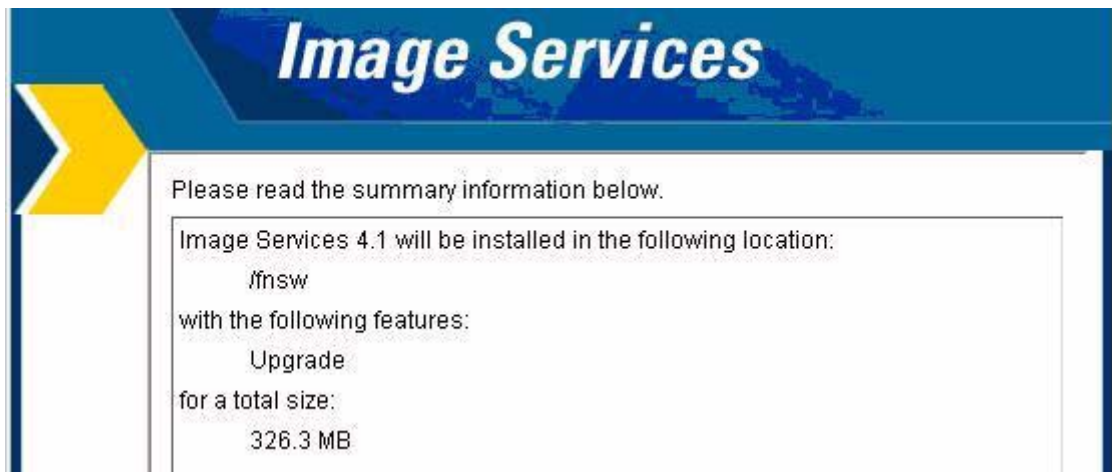 Image Services
Please read the summary information below.
Image Services 4.1 will be installed in the following location:
/fnsw
with the following features:
Upgrade
for a total size:
326.3 MB